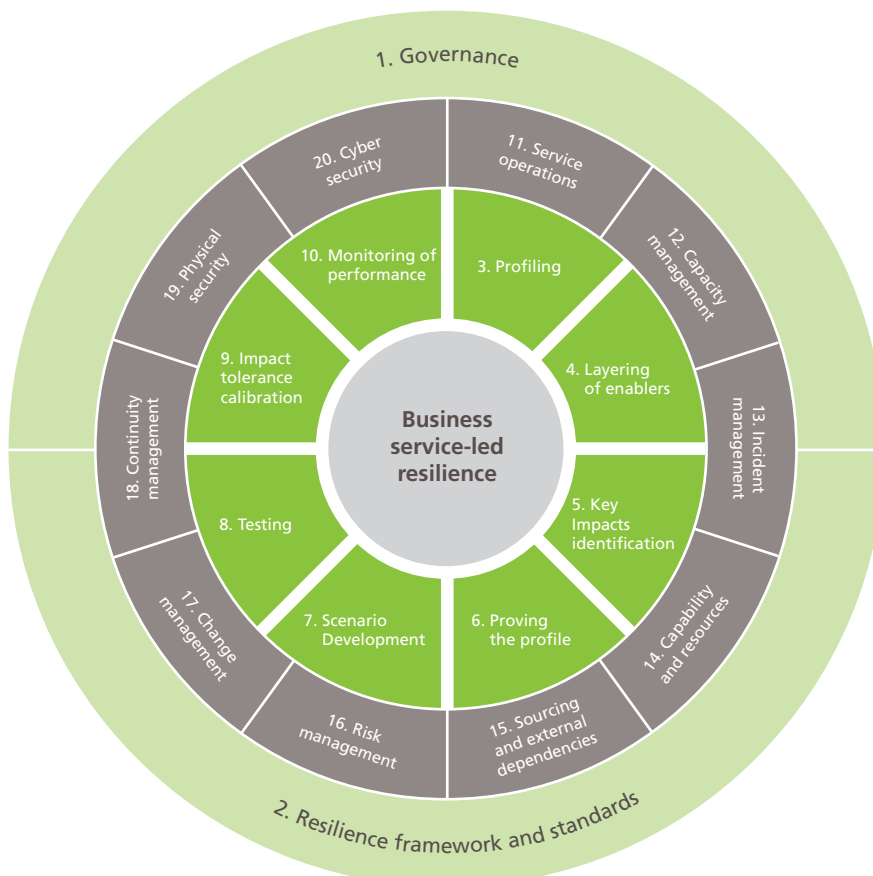 1. Governance
20. Cyber
security
11. Service
operations
19. Physical
security
12. Capacity
management
10. Monitoring of
performance
3. Profiling
9. Impact
tolerance
calibration
4. Layering
of enablers
Business
service-led
resilience
18. Continuity
management
13. Incident
management
8. Testing
5. Key
Impacts
identification
7. Scenario
Development
6. Proving
the profile
17. Change
management
14. Capability
and resources
16. Risk
management
15. Sourcing
and external
dependencies
2. Resilience framework and standards